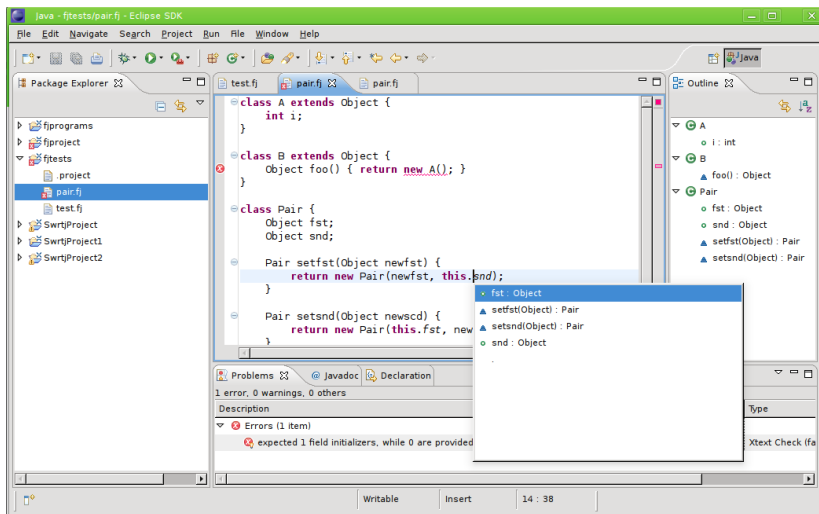 Java - fjtests/pair.fj - Eclipse SDK
File Edit Navigate Search Project Run File Window Help
Java
Package Explorer
test.fj
pair.fj
pair.fj
Outline
fjprograms
fjproject
fjtests
.project
pair.fj
test.fj
SwrtjProject
SwrtjProject1
SwrtjProject2
class A extends Object {
int i;
}
class B extends Object {
Object foo() { return new A(); }
}
class Pair {
Object fst;
Object snd;
Pair setfst(Object newfst) {
return new Pair(newfst, this.snd);
}
Pair setsnd(Object newscd) {
return new Pair(this.fst, new
}
fst : Object
setfst(Object) : Pair
setsnd(Object) : Pair
snd : Object
A
i : int
B
foo() : Object
Pair
fst : Object
snd : Object
setfst(Object) : Pair
setsnd(Object) : Pair
Problems
@ Javadoc
Declaration
1 error, 0 warnings, 0 others
Description
Type
Errors (1 item)
expected 1 field initializers, while 0 are provided
Xtext Check (fa
Writable
Insert
14 : 38